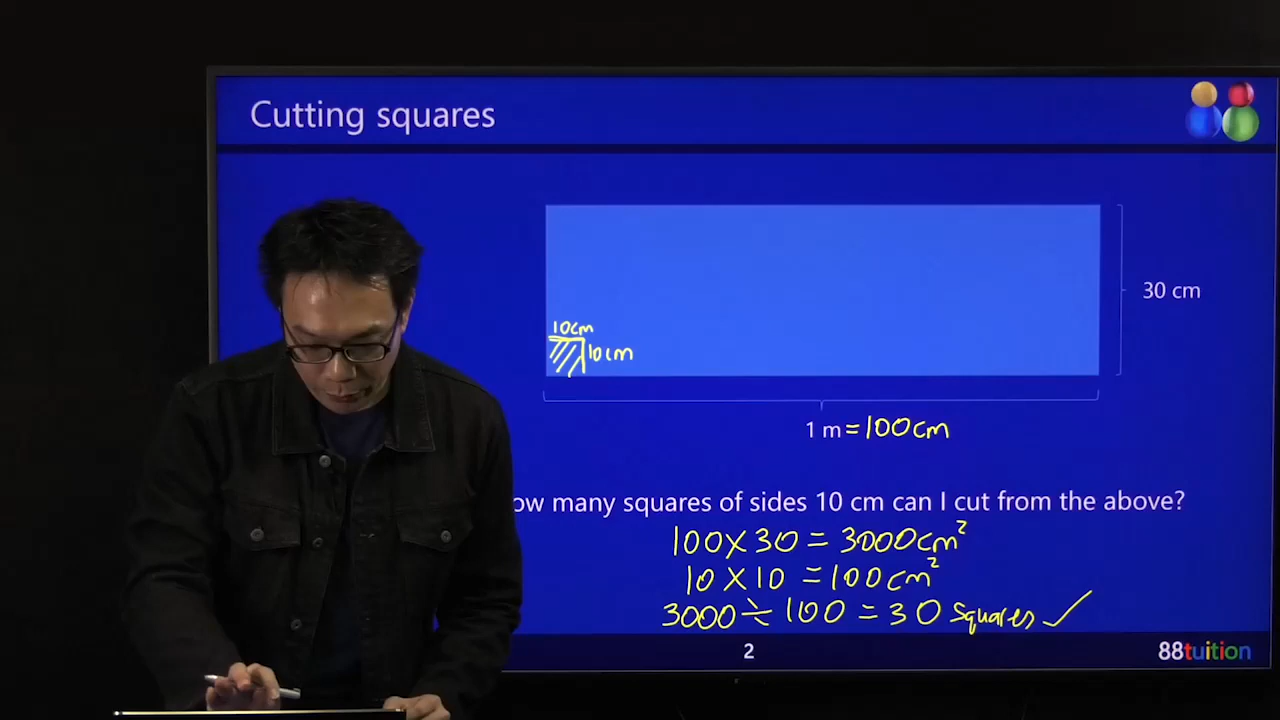 Cutting squares
10cm
10cm
30 cm
1 m = 100cm
ow many squares of sides 10 cm can I cut from the above?
100 X 30 = 3000cm²
10 X 10 = 100cm²
3000 ÷ 100 = 30 squares ✓
2
88tuition